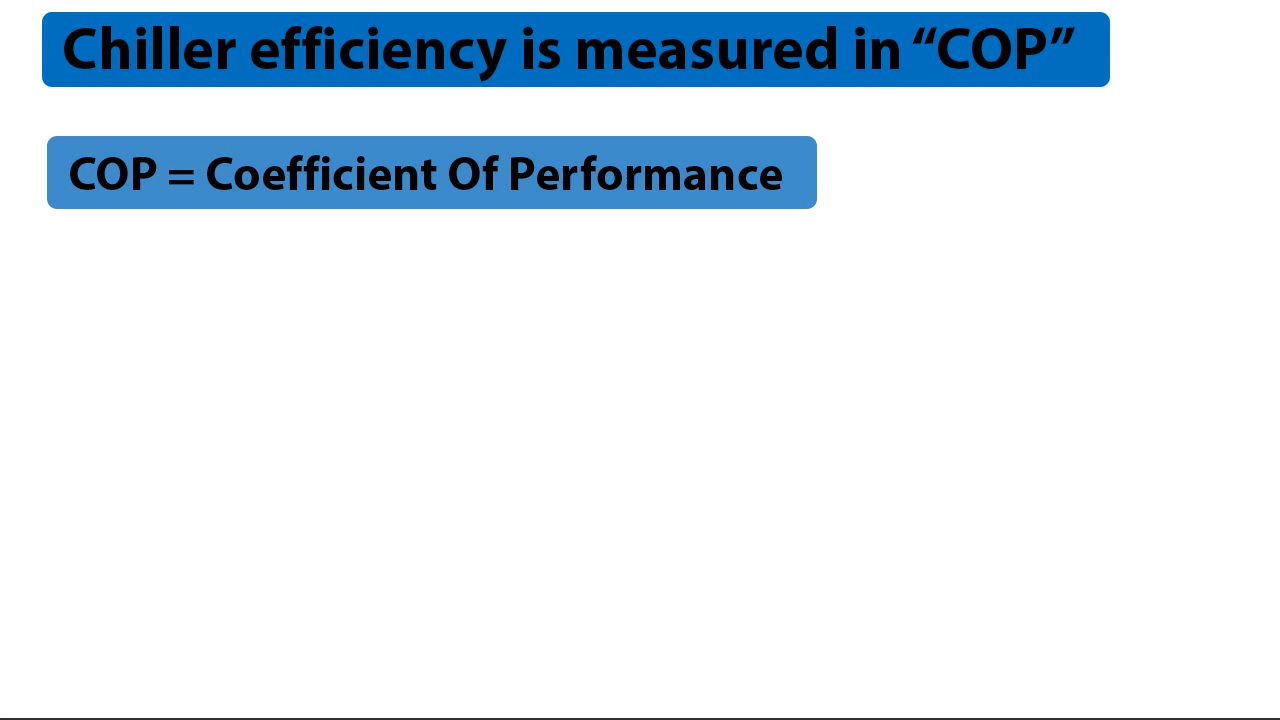 Chiller efficiency is measured in “COP”
COP = Coefficient Of Performance